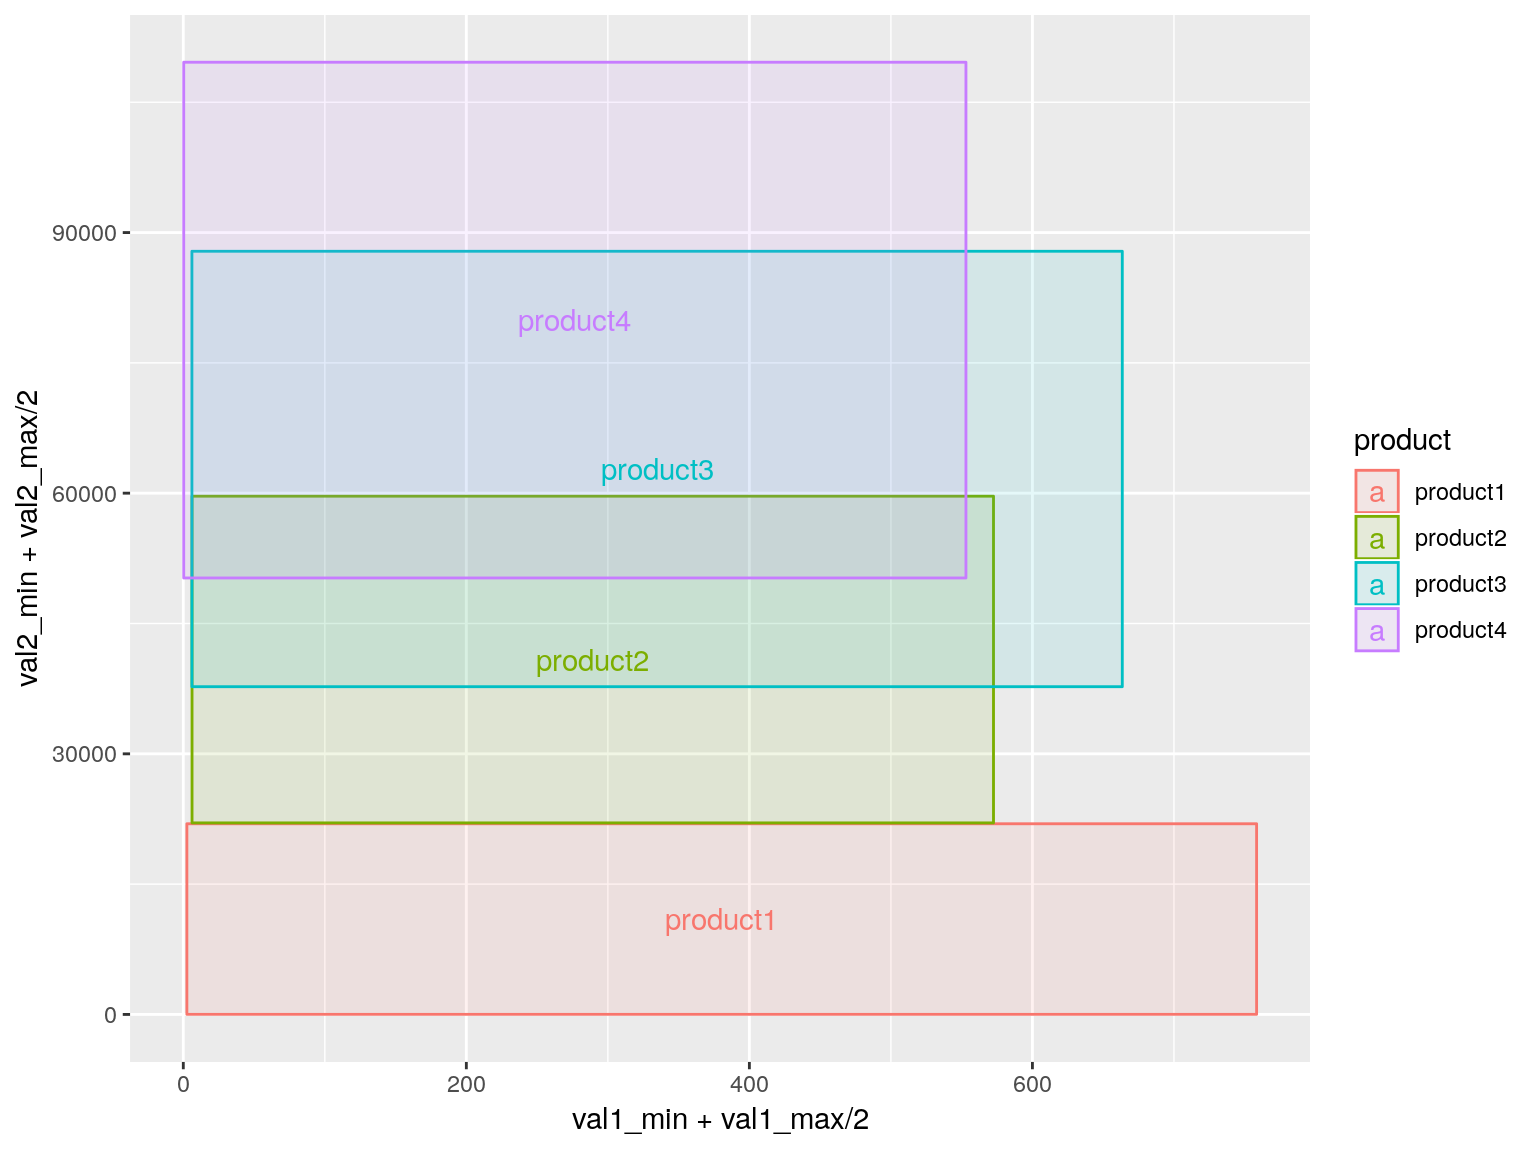 val2_min + val2_max/2
90000
60000
30000
0
product4
product3
product2
product1
0
200
400
600
val1_min + val1_max/2
product
a product1
a product2
a product3
a product4